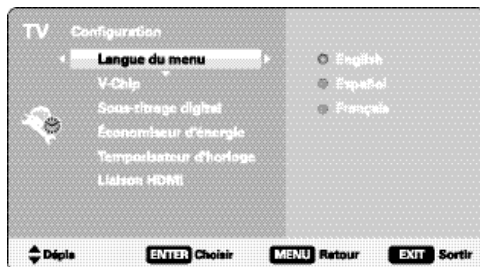 TV Configuration
Langue du menu
English
V-Chip
Español
Sous-titrage digital
Français
Économiseur d'énergie
Temporisateur d'horloge
Liaison HDMI
Dépla ENTER Choisir MENU Retour EXIT Sortir